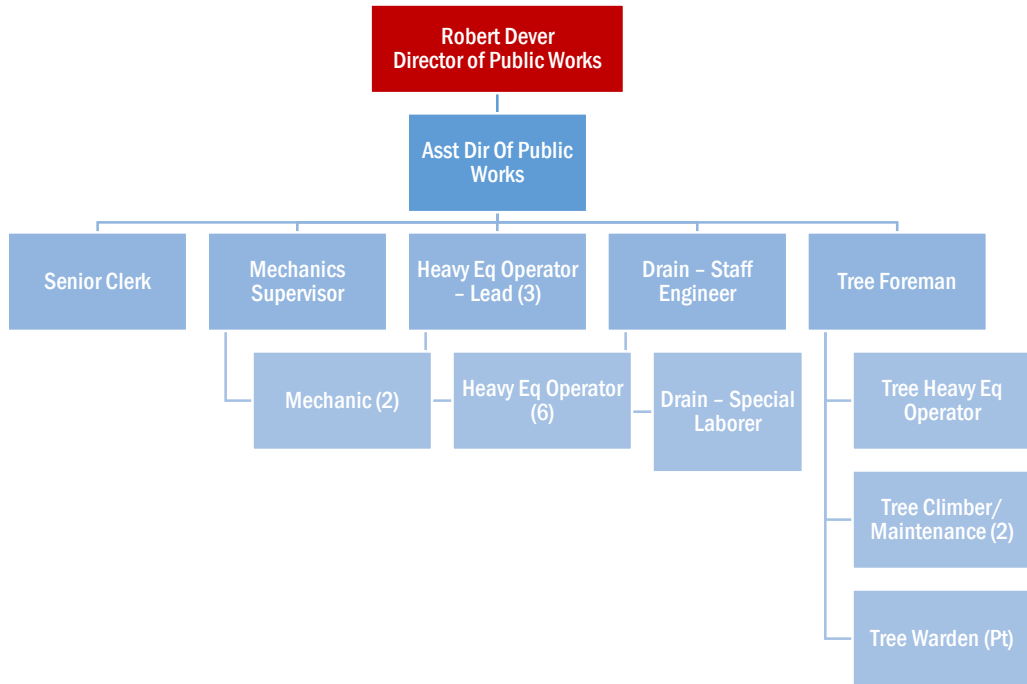 Robert Dever
Director of Public Works
Asst Dir Of Public
Works
Senior Clerk
Mechanics
Supervisor
Heavy Eq Operator
– Lead (3)
Drain – Staff
Engineer
Tree Foreman
Mechanic (2)
Heavy Eq Operator
(6)
Drain – Special
Laborer
Tree Heavy Eq
Operator
Tree Climber/
Maintenance (2)
Tree Warden (Pt)